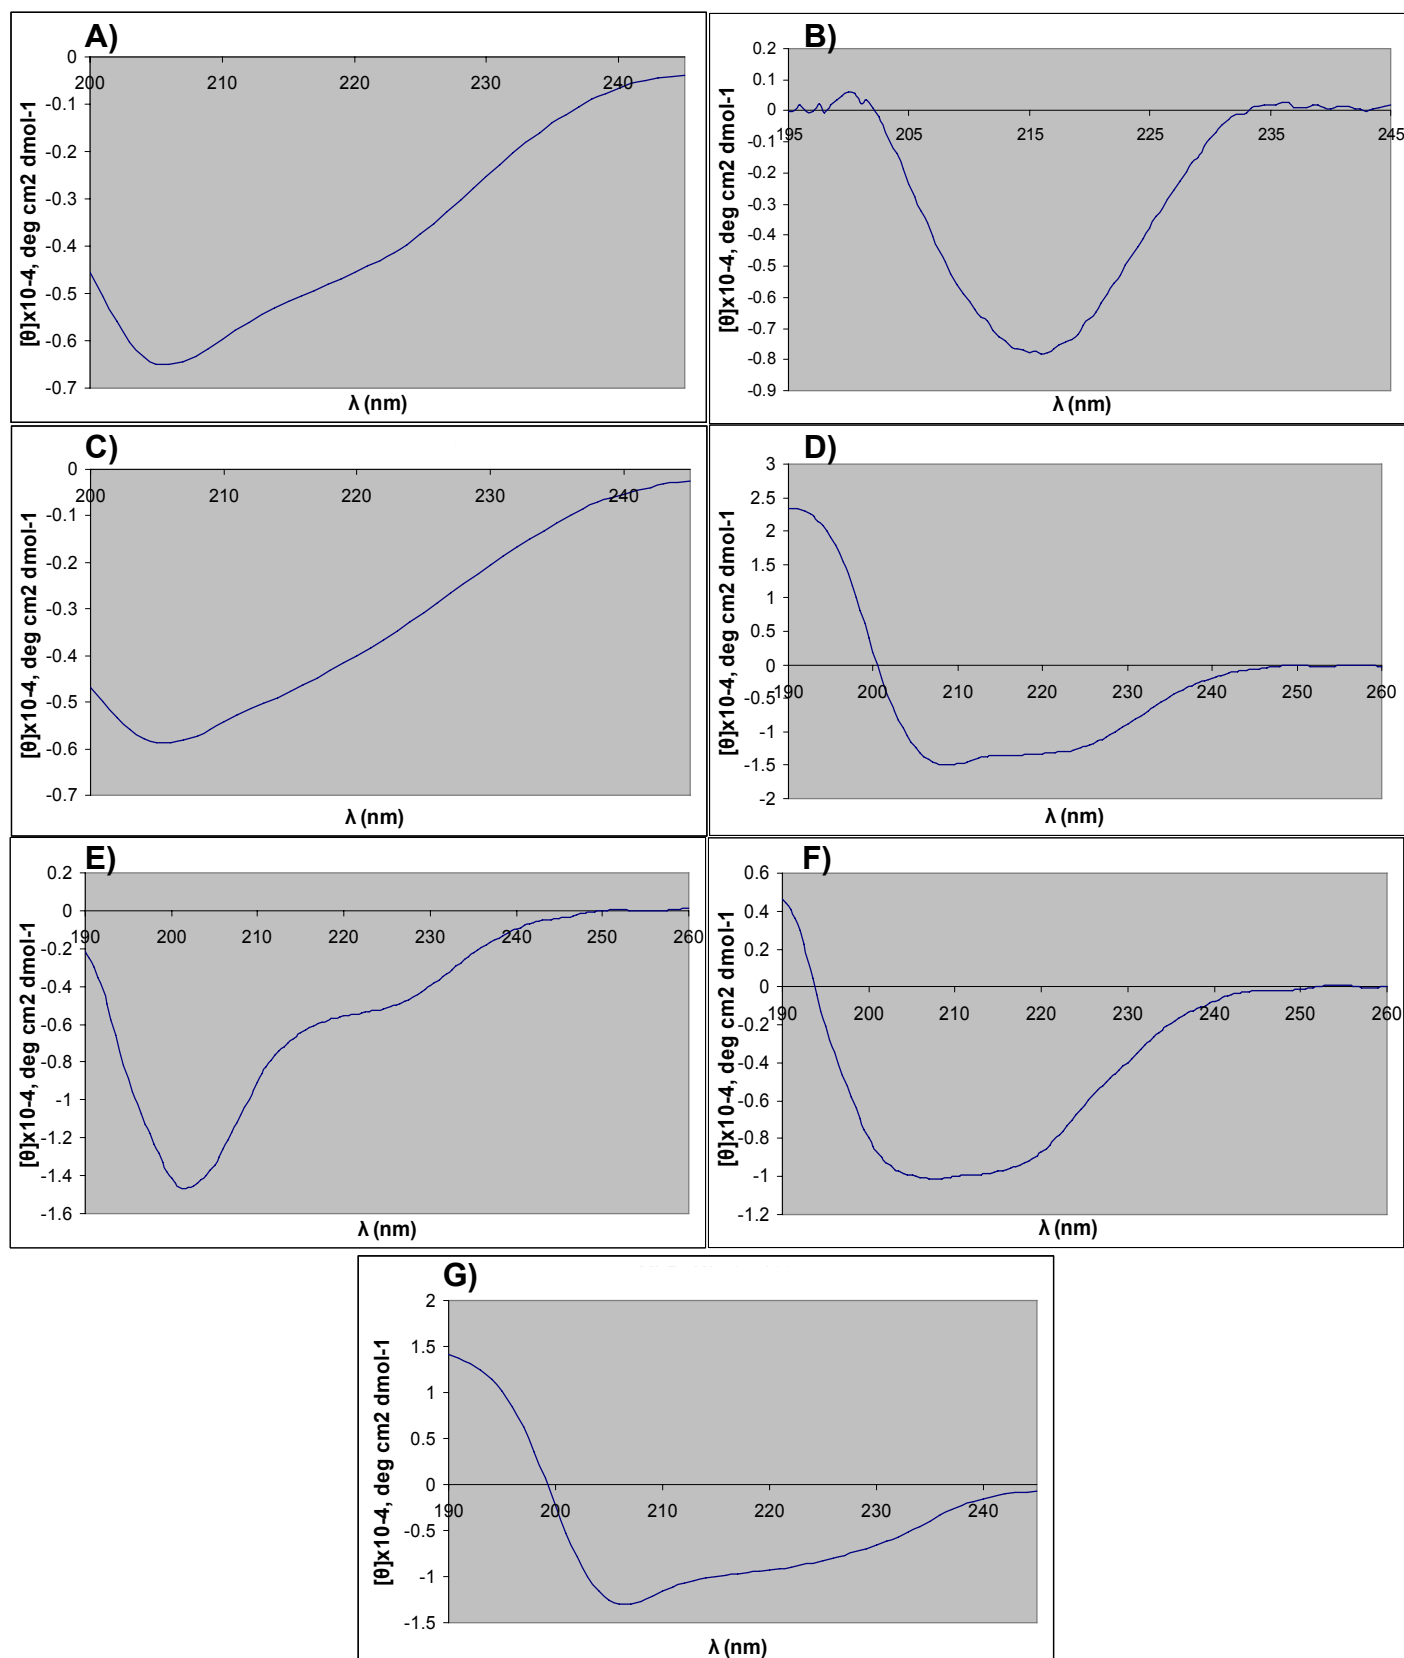 A)
0
200 210 220 230 240
-0.1
-0.2
-0.3
-0.4
-0.5
-0.6
-0.7
[θ]x10-4, deg cm2 dmol-1
λ (nm)
B)
0.2
0.1
0
195 205 215 225 235 245
-0.1
-0.2
-0.3
-0.4
-0.5
-0.6
-0.7
-0.8
-0.9
[θ]x10-4, deg cm2 dmol-1
λ (nm)
C)
0
200 210 220 230 240
-0.1
-0.2
-0.3
-0.4
-0.5
-0.6
-0.7
[θ]x10-4, deg cm2 dmol-1
λ (nm)
D)
3
2.5
2
1.5
1
0.5
0
190 200 210 220 230 240 250 260
-0.5
-1
-1.5
-2
[θ]x10-4, deg cm2 dmol-1
λ (nm)
E)
0.2
0
190 200 210 220 230 240 250 260
-0.2
-0.4
-0.6
-0.8
-1
-1.2
-1.4
-1.6
[θ]x10-4, deg cm2 dmol-1
λ (nm)
F)
0.6
0.4
0.2
0
190 200 210 220 230 240 250 260
-0.2
-0.4
-0.6
-0.8
-1
-1.2
[θ]x10-4, deg cm2 dmol-1
λ (nm)
G)
2
1.5
1
0.5
0
190 200 210 220 230 240
-0.5
-1
-1.5
[θ]x10-4, deg cm2 dmol-1
λ (nm)